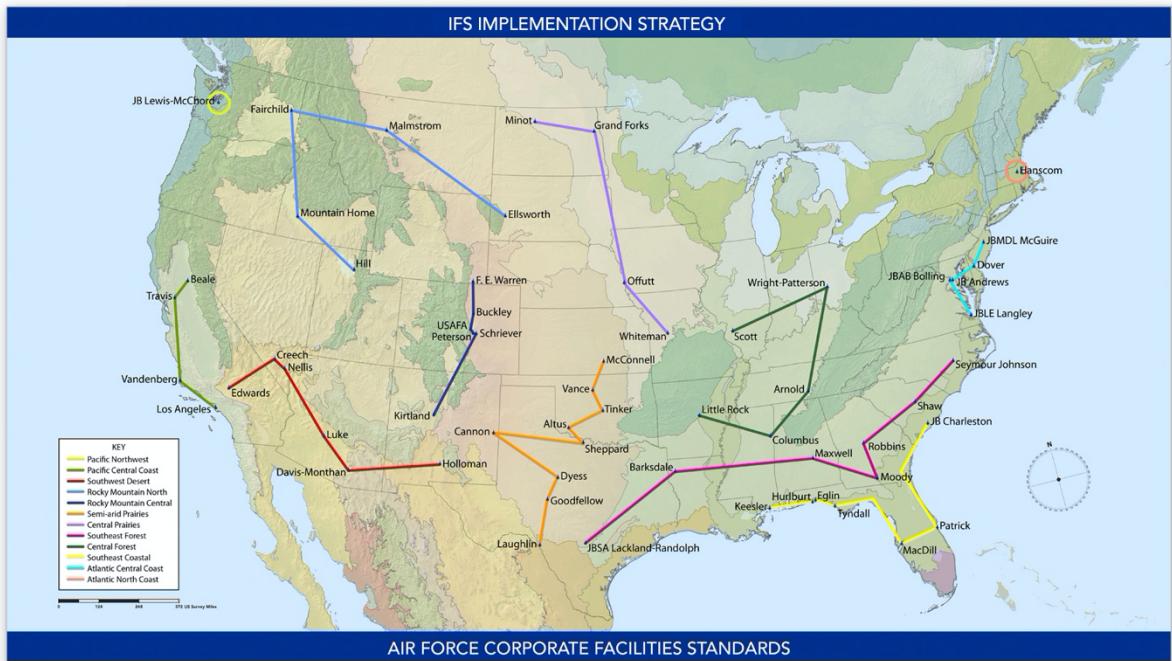 IFS IMPLEMENTATION STRATEGY
JB Lewis-McChord
Fairchild
Malmstrom
Minot
Grand Forks
Hanscom
Mountain Home
Ellsworth
JBMDL McGuire
Hill
Dover
Beale
F. E. Warren
Offutt
Wright-Patterson
JBAB Bolling
JB Andrews
Travis
Buckley
JBLE Langley
USAFA
Peterson
Schriever
Whiteman
Scott
Creech
Nellis
McConnell
Seymour Johnson
Vandenberg
Edwards
Vance
Arnold
Los Angeles
Kirtland
Tinker
Little Rock
Shaw
Altus
JB Charleston
Cannon
Sheppard
Columbus
Luke
Robbins
Davis-Monthan
Holloman
Barksdale
Maxwell
Dyess
Moody
Goodfellow
Keesler
Hurlburt
Eglin
Tyndall
Patrick
Laughlin
JBSA Lackland-Randolph
MacDill
N
KEY
Pacific Northwest
Pacific Central Coast
Southwest Desert
Rocky Mountain North
Rocky Mountain Central
Semi-arid Prairies
Central Prairies
Southeast Forest
Central Forest
Southeast Coastal
Atlantic Central Coast
Atlantic North Coast
US Survey Miles
AIR FORCE CORPORATE FACILITIES STANDARDS